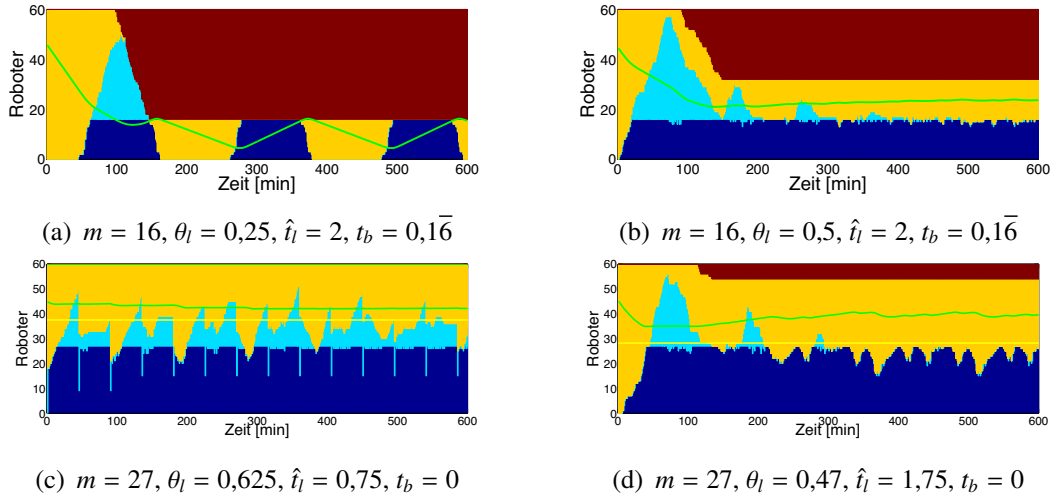 60
40
20
0
Roboter
0 100 200 300 400 500 600
Zeit [min]
(a) m = 16, θ_l = 0,25, t̂_l = 2, t_b = 0,16̅
60
40
20
0
Roboter
0 100 200 300 400 500 600
Zeit [min]
(b) m = 16, θ_l = 0,5, t̂_l = 2, t_b = 0,16̅
60
50
40
30
20
10
0
Roboter
0 100 200 300 400 500 600
Zeit [min]
(c) m = 27, θ_l = 0,625, t̂_l = 0,75, t_b = 0
60
50
40
30
20
10
0
Roboter
0 100 200 300 400 500 600
Zeit [min]
(d) m = 27, θ_l = 0,47, t̂_l = 1,75, t_b = 0